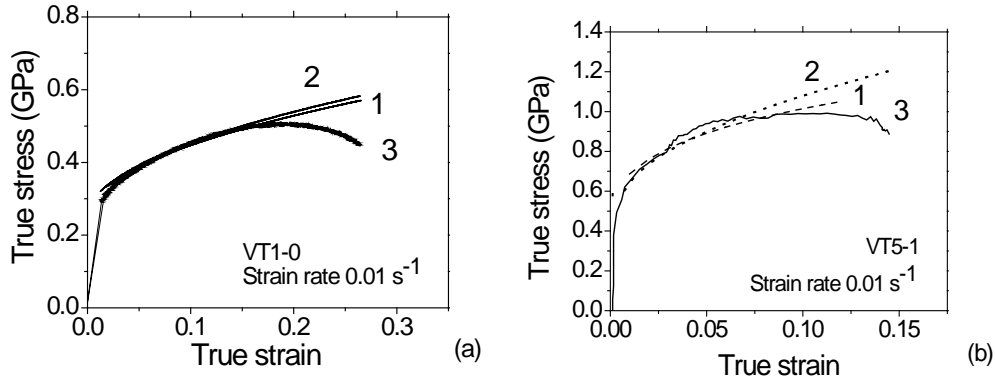 0.8
0.6
0.4
0.2
0.0
True stress (GPa)
2
1
3
VT1-0
Strain rate 0.01 s⁻¹
0.0 0.1 0.2 0.3
True strain
(a)
1.4
1.2
1.0
0.8
0.6
0.4
0.2
0.0
True stress (GPa)
2
1
3
VT5-1
Strain rate 0.01 s⁻¹
0.00 0.05 0.10 0.15
True strain
(b)